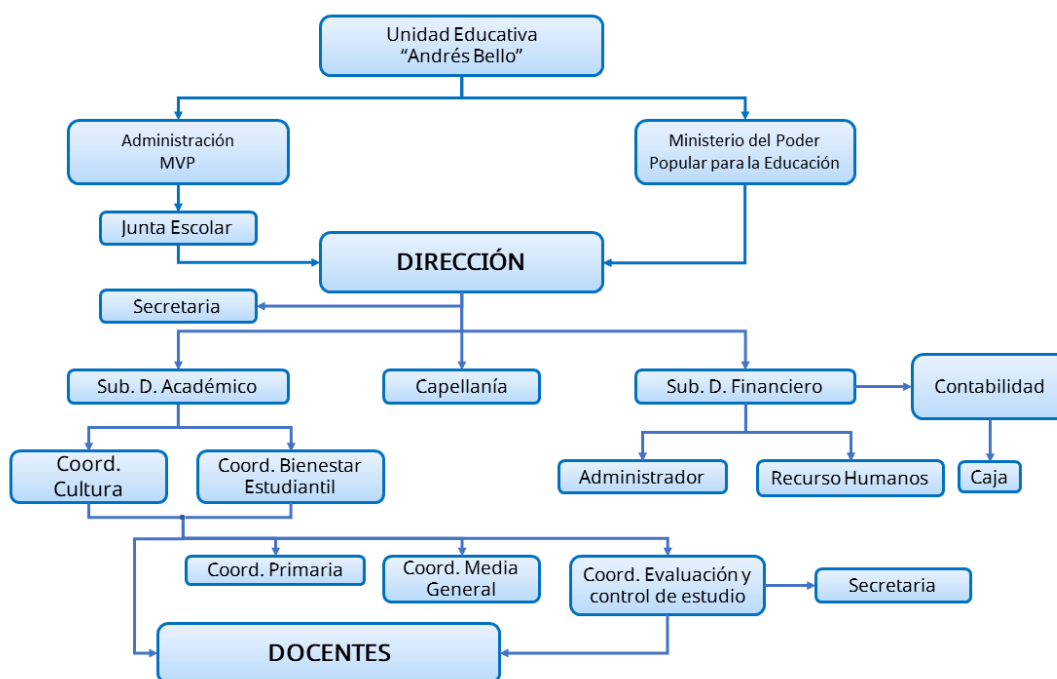 Unidad Educativa
“Andrés Bello”
Administración
MVP
Ministerio del Poder
Popular para la Educación
Junta Escolar
DIRECCIÓN
Secretaria
Sub. D. Académico
Capellanía
Sub. D. Financiero
Contabilidad
Coord.
Cultura
Coord. Bienestar
Estudiantil
Administrador
Recurso Humanos
Caja
Coord. Primaria
Coord. Media
General
Coord. Evaluación y
control de estudio
Secretaria
DOCENTES